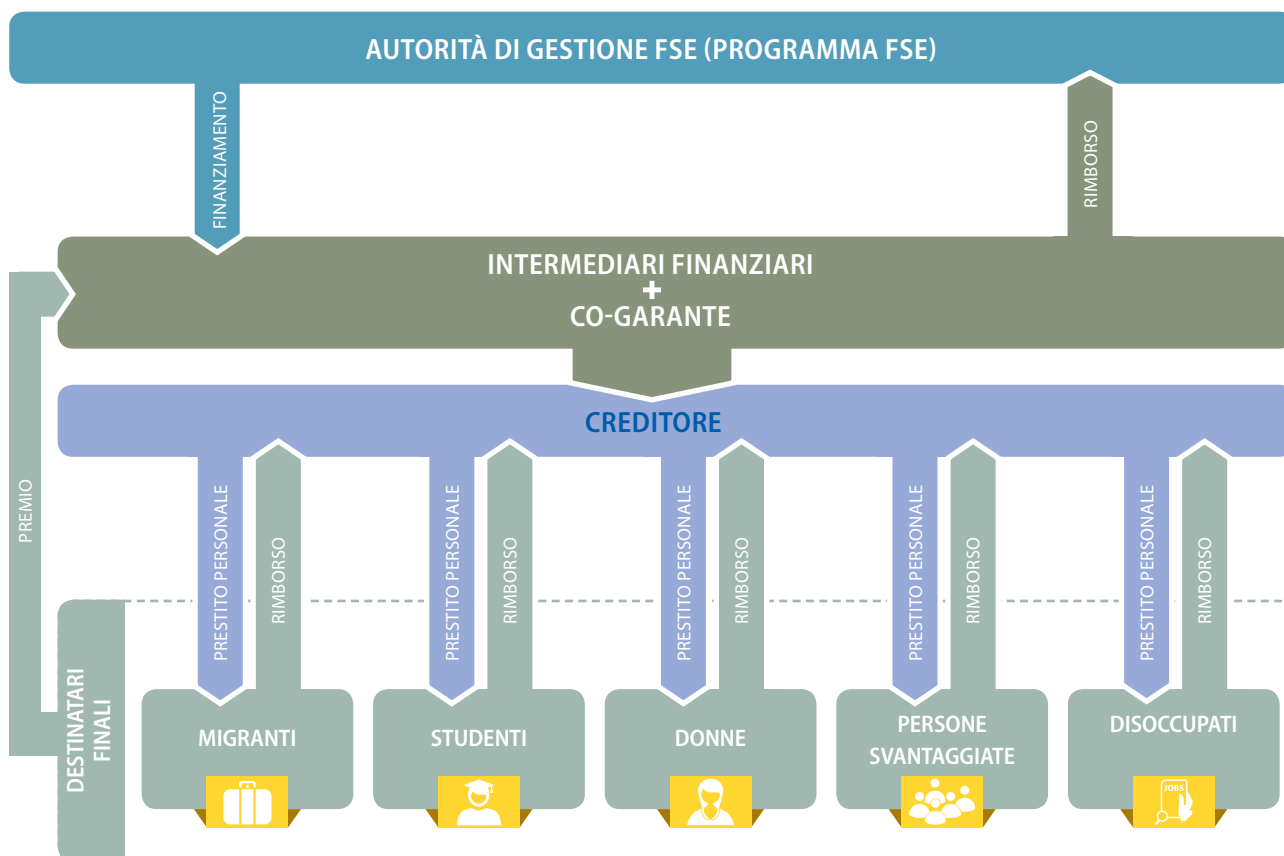 AUTORITÀ DI GESTIONE FSE (PROGRAMMA FSE)
FINANZIAMENTO
RIMBORSO
INTERMEDIARI FINANZIARI
+
CO-GARANTE
CREDITORE
PREMIO
PRESTITO PERSONALE
RIMBORSO
PRESTITO PERSONALE
RIMBORSO
PRESTITO PERSONALE
RIMBORSO
PRESTITO PERSONALE
RIMBORSO
PRESTITO PERSONALE
RIMBORSO
DESTINATARI
FINALI
MIGRANTI
STUDENTI
DONNE
PERSONE
SVANTAGGIATE
DISOCCUPATI
JOBS